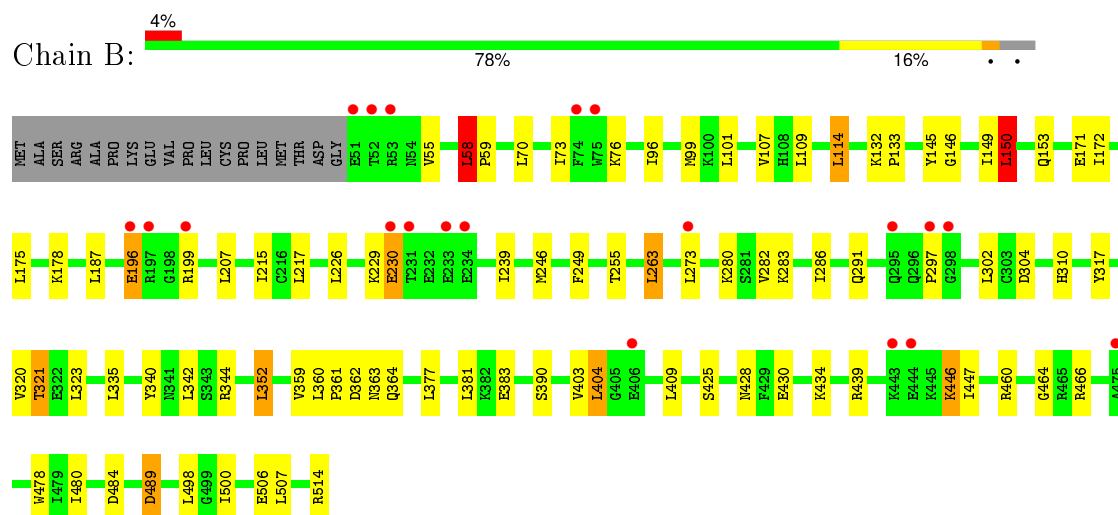 4%
Chain B:
78% 16% • •
MET ALA SER ARG ALA PRO LYS GLU VAL PRO LEU CYS PRO LEU MET THR ASP GLY E51 T52 R53 N54 V55 L58 P59 L70 I73 F74 W75 K76 I96 M99 K100 L101 V107 H108 L109 L114 K132 P133 Y145 G146 I149 L150 Q153 E171 I172
L175 K178 L187 E196 R197 G198 R199 L207 I215 C216 L217 L226 K229 E230 T231 E232 E233 E234 I239 M246 F249 T255 L263 L273 K280 S281 V282 K283 I286 Q291 Q295 Q296 P297 G298 L302 C303 D304 H310 Y317
V320 T321 E322 L323 L335 Y340 N341 L342 S343 R344 L352 V359 L360 P361 D362 N363 Q364 L377 L381 K382 E383 S390 V403 L404 G405 E406 L409 S425 N428 F429 E430 K434 R439 K443 E444 K445 K446 I447 R460 G464 R465 R466 A475
W478 I479 I480 D484 D489 L498 G499 I500 E506 L507 R514